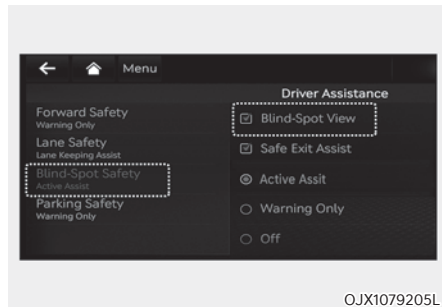 Menu
Driver Assistance
Forward Safety
Warning Only
Lane Safety
Lane Keeping Assist
Blind-Spot Safety
Active Assist
Parking Safety
Warning Only
Blind-Spot View
Safe Exit Assist
Active Assit
Warning Only
Off
OJX1079205L